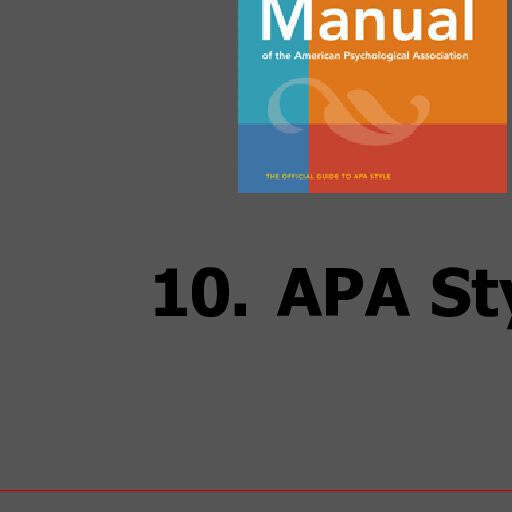 Manual
of the American Psychological Association
THE OFFICIAL GUIDE TO APA STYLE
10. APA Sty